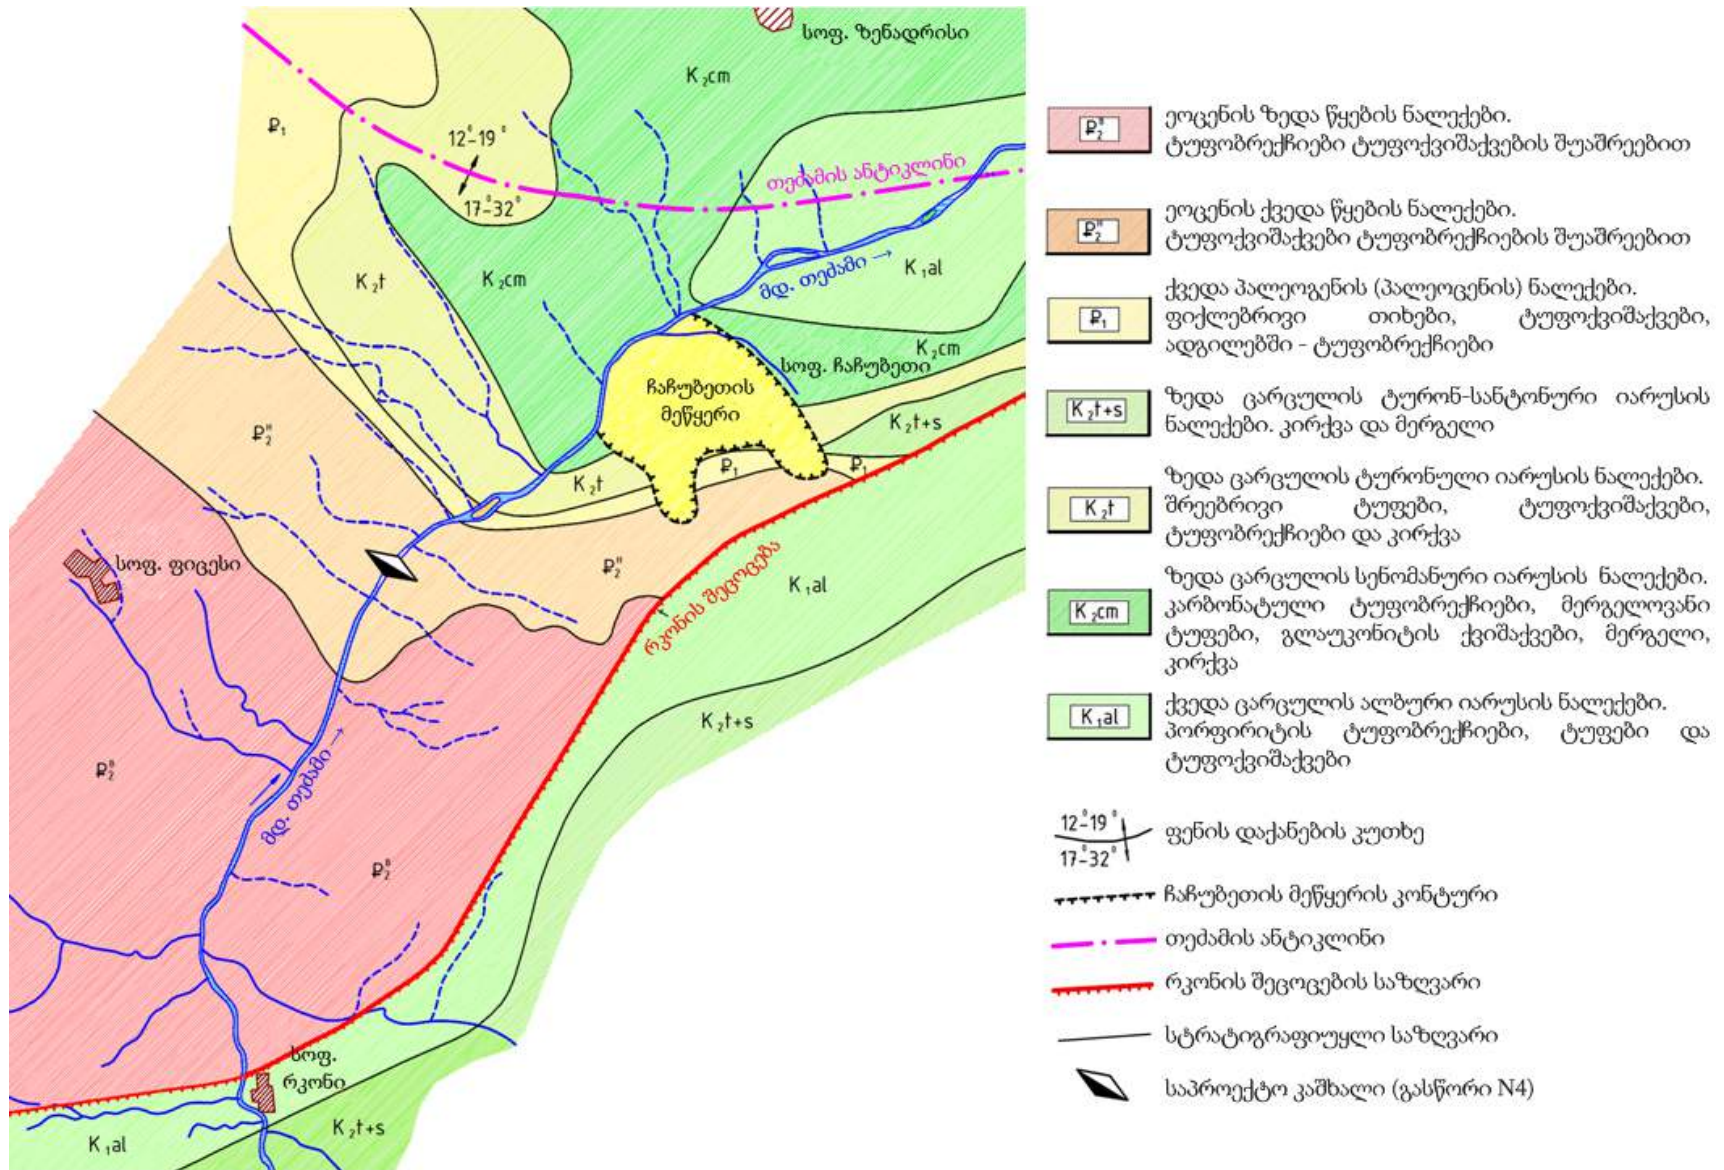 სოფ. ზენადრისი
K₂cm
₽₁
12°-19°
17°-32°
თეძამის ანტიკლინი
K₂t
K₂cm
K₁al
მდ. თეძამი →
K₂cm
სოფ. ჩაჩუბეთი
ჩაჩუბეთის
მეწყერი
K₂t+s
₽₂ᴴ
₽₁
₽₁
K₂t
სოფ. ფიცესი
₽₂ᴴ
რკონის შეცოცება
K₁al
K₂t+s
₽₂ᴮ
მდ. თეძამი →
₽₂ᴮ
სოფ.
რკონი
K₂t+s
K₁al
₽₂ᴮ
ეოცენის ზედა წყების ნალექები.
ტუფობრექჩიები ტუფოქვიშაქვების შუაშრეებით
₽₂ᴴ
ეოცენის ქვედა წყების ნალექები.
ტუფოქვიშაქვები ტუფობრექჩიების შუაშრეებით
₽₁
ქვედა პალეოგენის (პალეოცენის) ნალექები.
ფიქლებრივი თიხები, ტუფოქვიშაქვები,
ადგილებში - ტუფობრექჩიები
K₂t+s
ზედა ცარცულის ტურონ-სანტონური იარუსის
ნალექები. კირქვა და მერგელი
K₂t
ზედა ცარცულის ტურონული იარუსის ნალექები.
შრეებრივი ტუფები, ტუფოქვიშაქვები,
ტუფობრექჩიები და კირქვა
K₂cm
ზედა ცარცულის სენომანური იარუსის ნალექები.
კარბონატული ტუფობრექჩიები, მერგელოვანი
ტუფები, გლაუკონიტის ქვიშაქვები, მერგელი,
კირქვა
K₁al
ქვედა ცარცულის ალბური იარუსის ნალექები.
პორფირიტის ტუფობრექჩიები, ტუფები და
ტუფოქვიშაქვები
12°-19°
17°-32°
ფენის დაქანების კუთხე
ჩაჩუბეთის მეწყერის კონტური
თეძამის ანტიკლინი
რკონის შეცოცების საზღვარი
სტრატიგრაფიუყლი საზღვარი
საპროექტო კაშხალი (გასწორი N4)